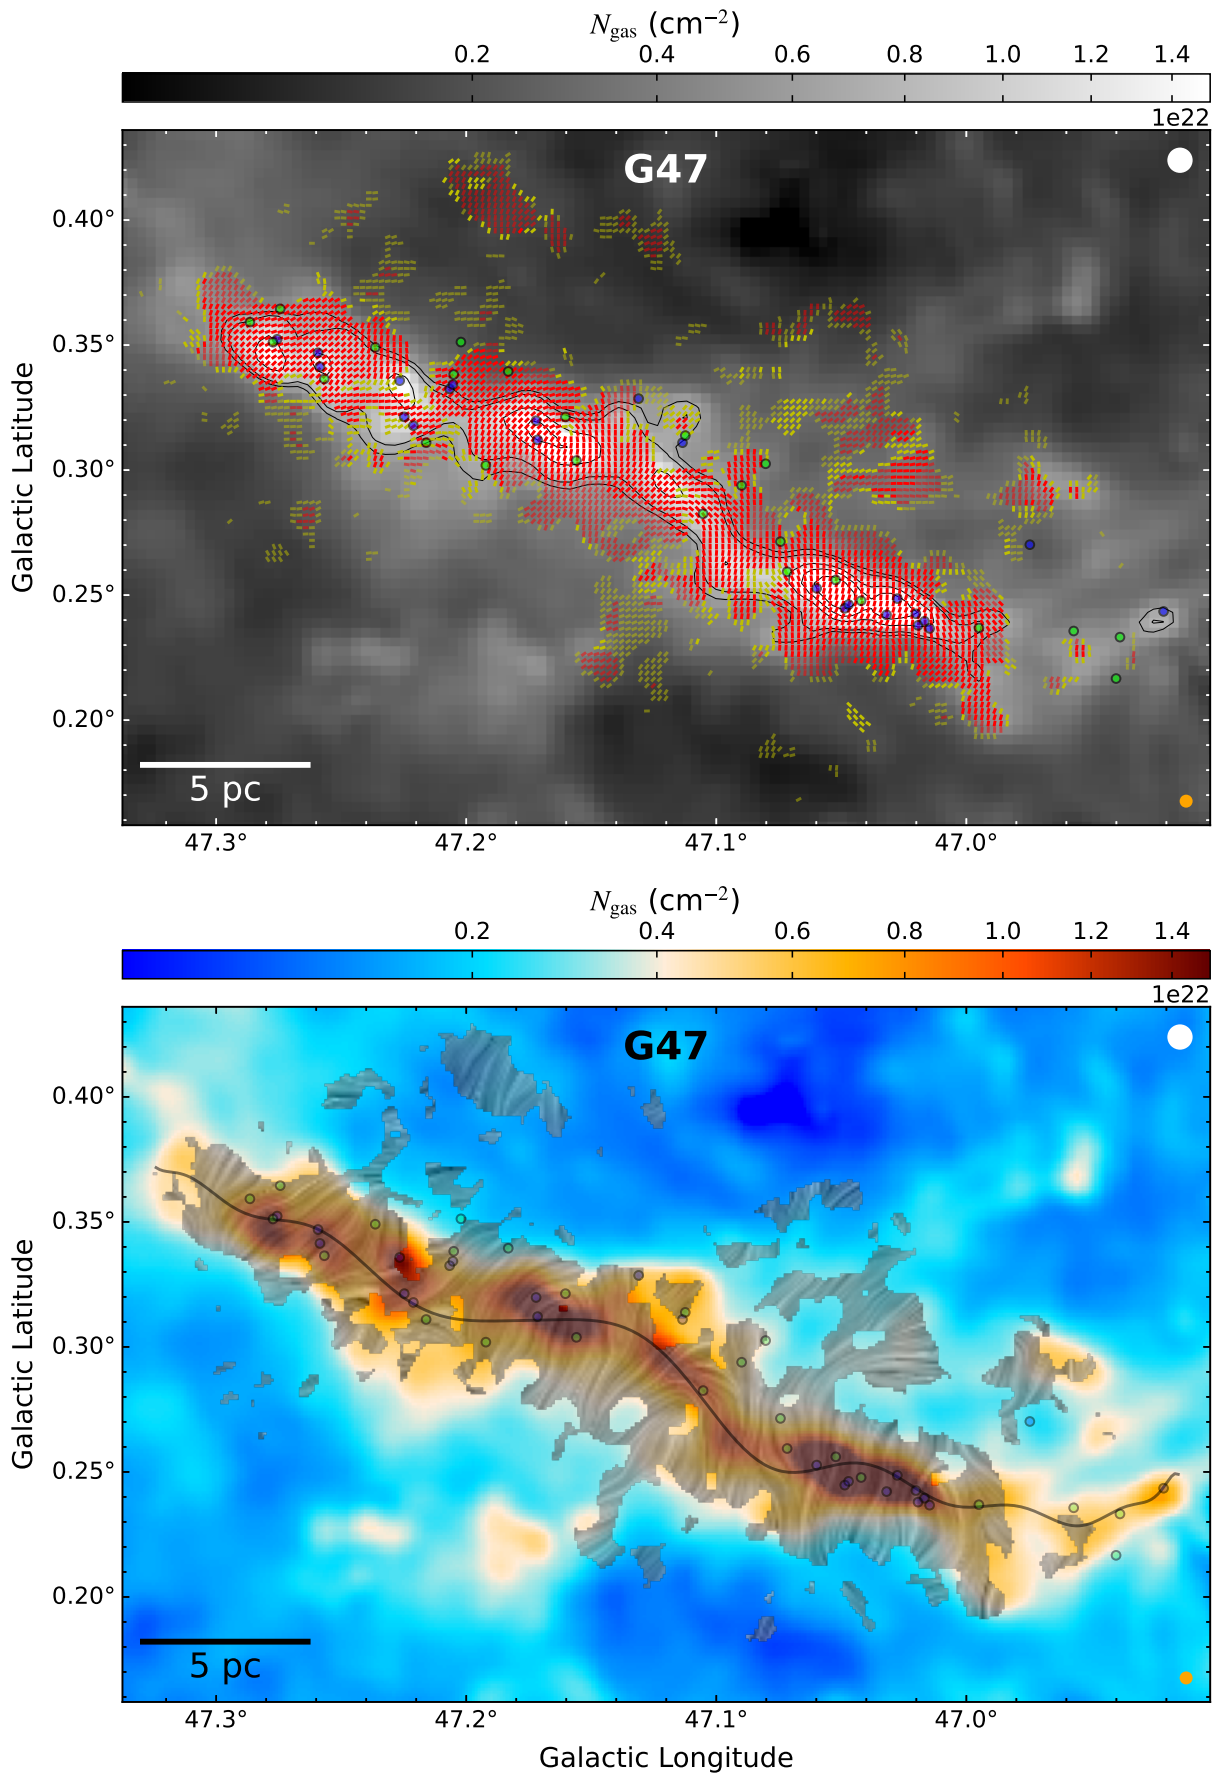 N_gas (cm⁻²)
0.2 0.4 0.6 0.8 1.0 1.2 1.4
1e22
G47
0.40°
0.35°
0.30°
0.25°
0.20°
Galactic Latitude
5 pc
47.3° 47.2° 47.1° 47.0°
N_gas (cm⁻²)
0.2 0.4 0.6 0.8 1.0 1.2 1.4
1e22
G47
0.40°
0.35°
0.30°
0.25°
0.20°
Galactic Latitude
5 pc
47.3° 47.2° 47.1° 47.0°
Galactic Longitude